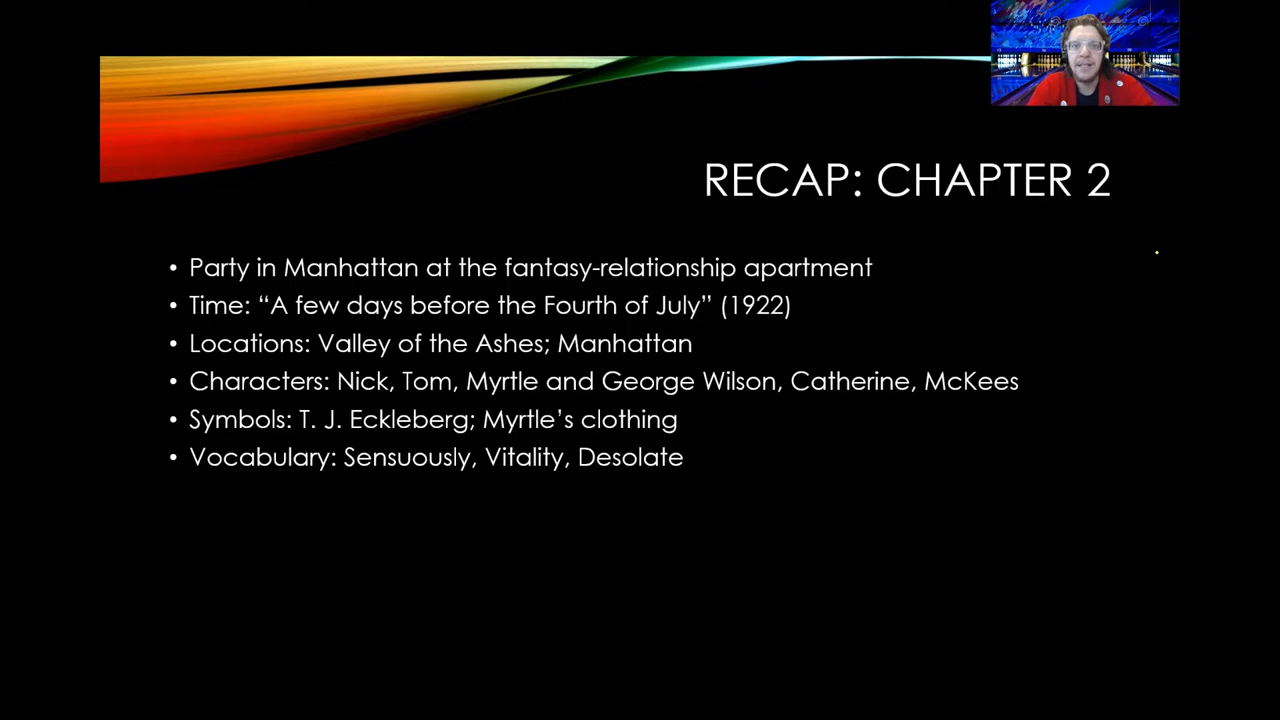 RECAP: CHAPTER 2
• Party in Manhattan at the fantasy-relationship apartment
• Time: “A few days before the Fourth of July” (1922)
• Locations: Valley of the Ashes; Manhattan
• Characters: Nick, Tom, Myrtle and George Wilson, Catherine, McKees
• Symbols: T. J. Eckleberg; Myrtle’s clothing
• Vocabulary: Sensuously, Vitality, Desolate